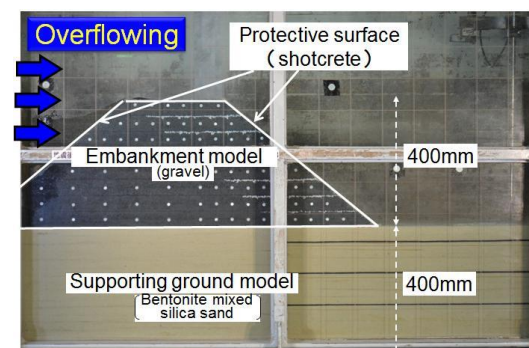 Overflowing
Protective surface
（shotcrete）
Embankment model
(gravel)
400mm
Supporting ground model
Bentonite mixed
silica sand
400mm